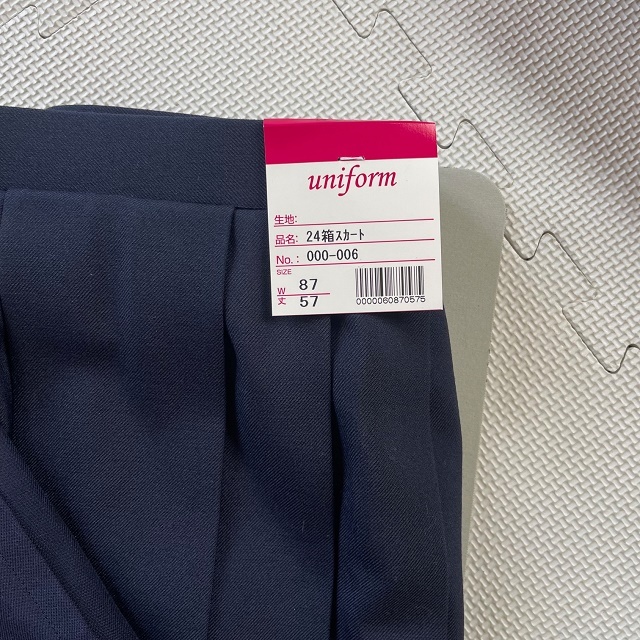 uniform
生地:
品名: 24箱スカート
No.: 000-006
SIZE
W 87
丈 57
0000060870575